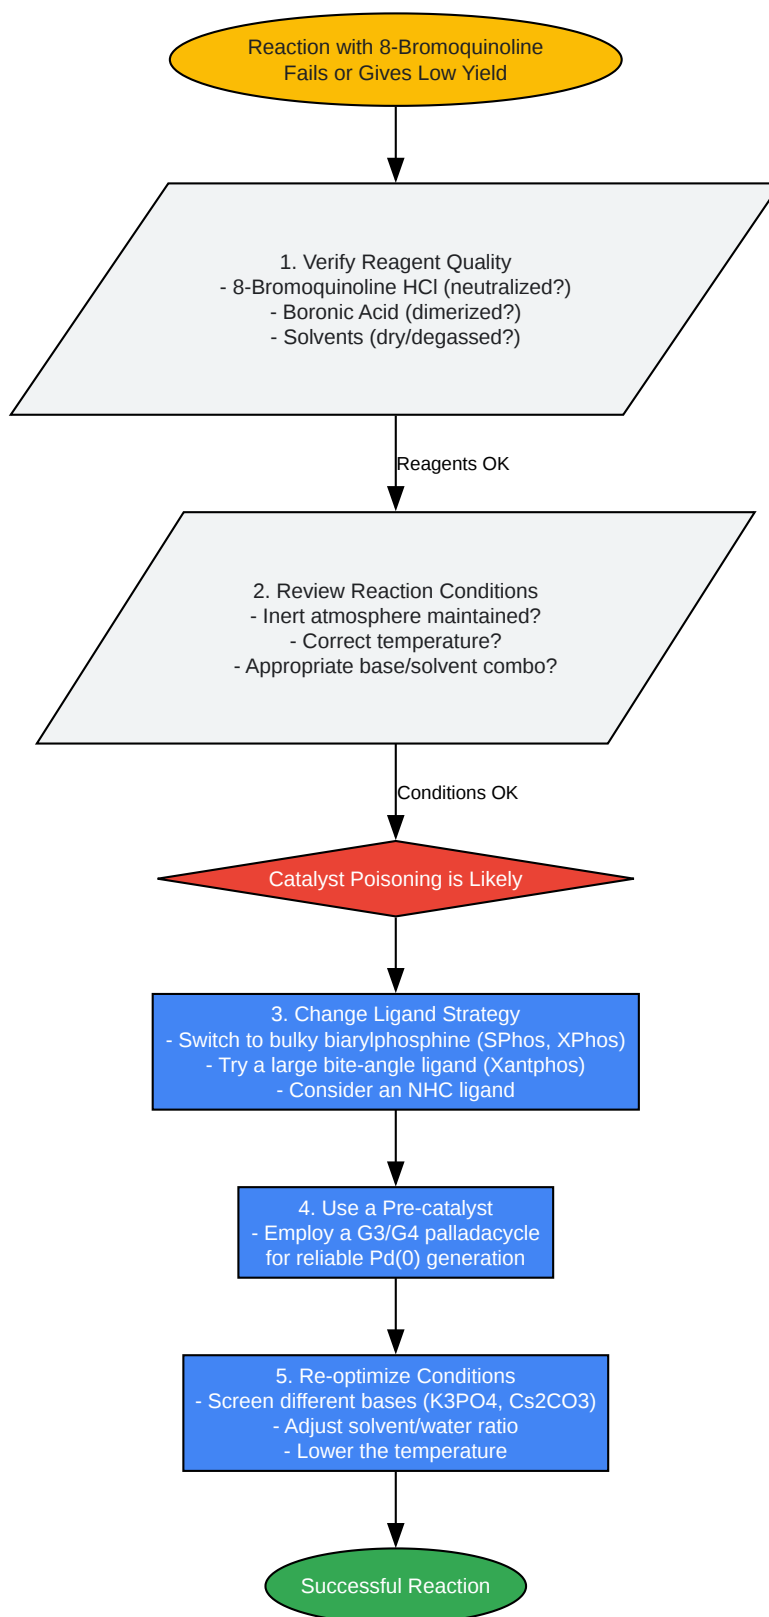 Reaction with 8-Bromoquinoline
Fails or Gives Low Yield
1. Verify Reagent Quality
- 8-Bromoquinoline HCl (neutralized?)
- Boronic Acid (dimerized?)
- Solvents (dry/degassed?)
Reagents OK
2. Review Reaction Conditions
- Inert atmosphere maintained?
- Correct temperature?
- Appropriate base/solvent combo?
Conditions OK
Catalyst Poisoning is Likely
3. Change Ligand Strategy
- Switch to bulky biarylphosphine (SPhos, XPhos)
- Try a large bite-angle ligand (Xantphos)
- Consider an NHC ligand
4. Use a Pre-catalyst
- Employ a G3/G4 palladacycle
for reliable Pd(0) generation
5. Re-optimize Conditions
- Screen different bases (K3PO4, Cs2CO3)
- Adjust solvent/water ratio
- Lower the temperature
Successful Reaction